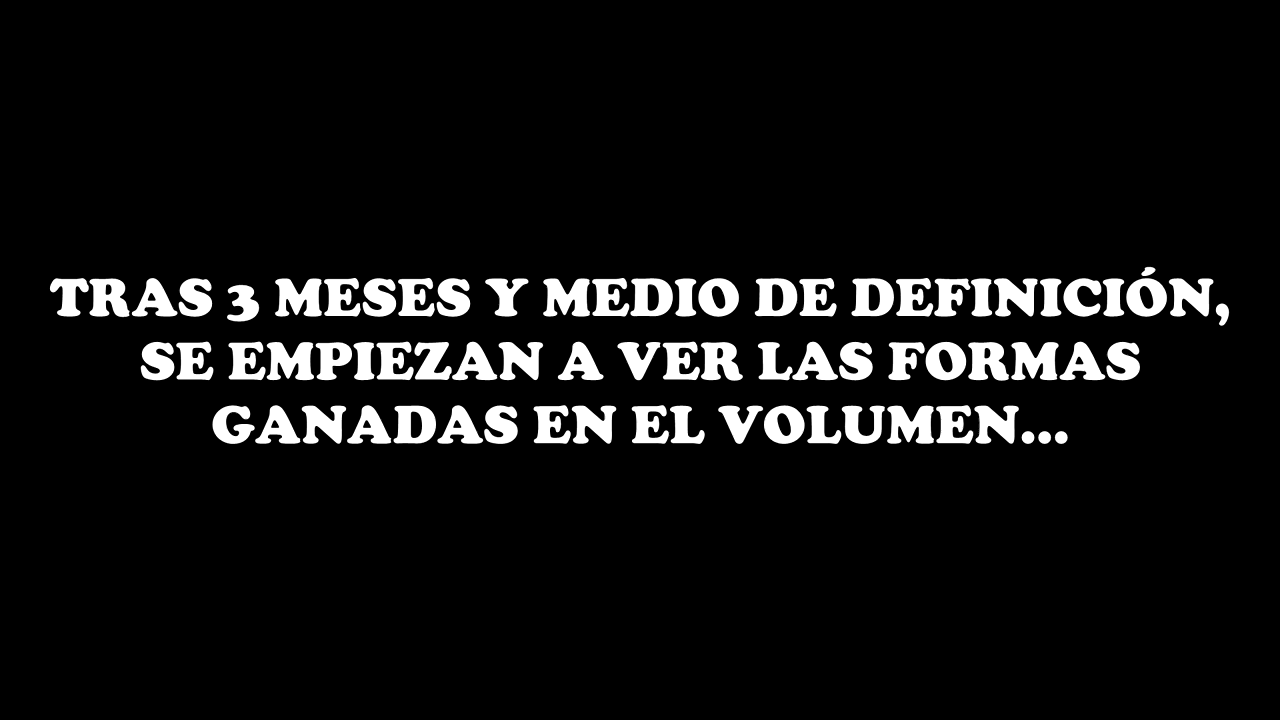 TRAS 3 MESES Y MEDIO DE DEFINICIÓN,
SE EMPIEZAN A VER LAS FORMAS
GANADAS EN EL VOLUMEN...